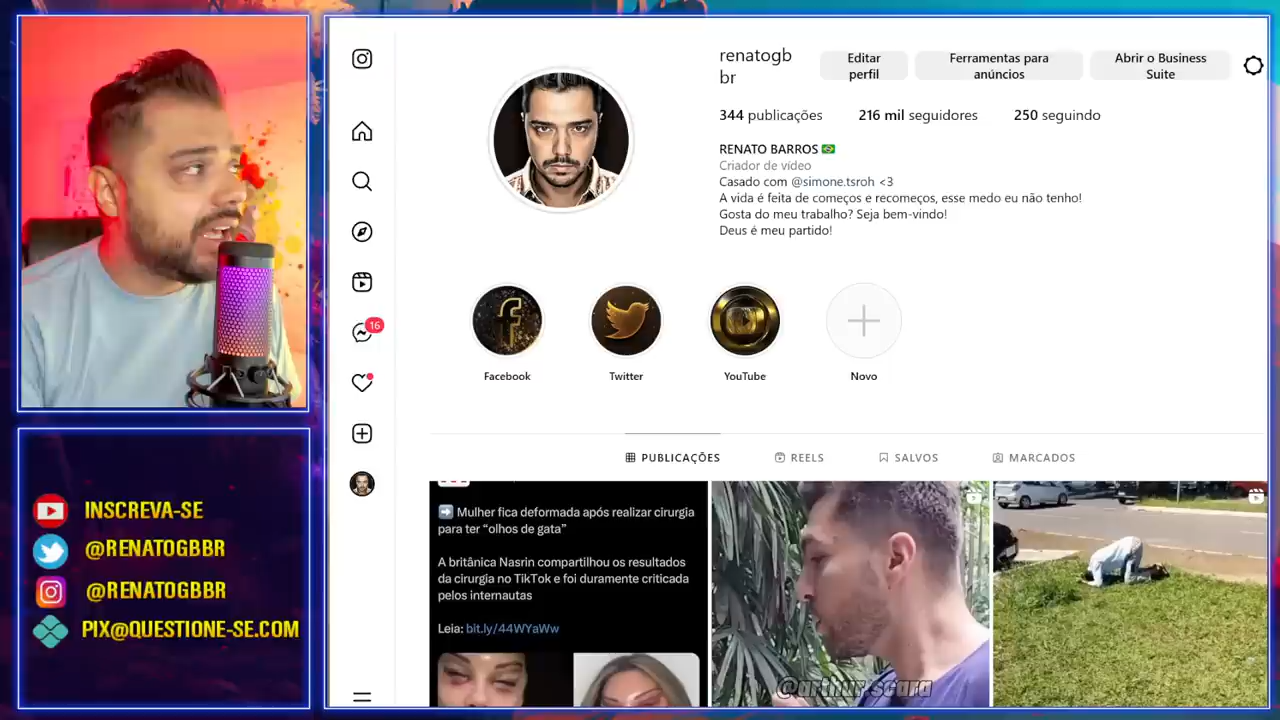 renatogb
br
Editar
perfil
Ferramentas para
anúncios
Abrir o Business
Suite
344 publicações
216 mil seguidores
250 seguindo
RENATO BARROS 🇧🇷
Criador de vídeo
Casado com @simone.tsroh <3
A vida é feita de começos e recomeços, esse medo eu não tenho!
Gosta do meu trabalho? Seja bem-vindo!
Deus é meu partido!
16
Facebook
Twitter
YouTube
Novo
PUBLICAÇÕES
REELS
SALVOS
MARCADOS
➡️ Mulher fica deformada após realizar cirurgia
para ter “olhos de gata”
A britânica Nasrin compartilhou os resultados
da cirurgia no TikTok e foi duramente criticada
pelos internautas
Leia: bit.ly/44WYaWw
@arthur.scara
INSCREVA-SE
@RENATOGBBR
@RENATOGBBR
PIX@QUESTIONE-SE.COM